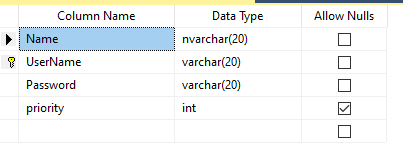 Column Name Data Type Allow Nulls
Name nvarchar(20)
UserName varchar(20)
Password varchar(20)
priority int